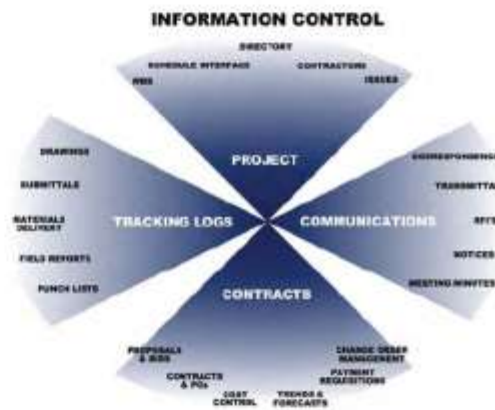 INFORMATION CONTROL
DIRECTORY
SCHEDULE INTERFACE
CONTRACTORS
WBS
ISSUES
PROJECT
DRAWINGS
SUBMITTALS
MATERIALS
DELIVERY
FIELD REPORTS
PUNCH LISTS
TRACKING LOGS
COMMUNICATIONS
CORRESPONDENCE
TRANSMITTAL
RFI'S
NOTICES
MEETING MINUTES
CONTRACTS
PROPOSALS
& BIDS
CONTRACTS
& POs
COST
CONTROL
TRENDS &
FORECASTS
PAYMENT
REQUISITIONS
CHANGE ORDER
MANAGEMENT